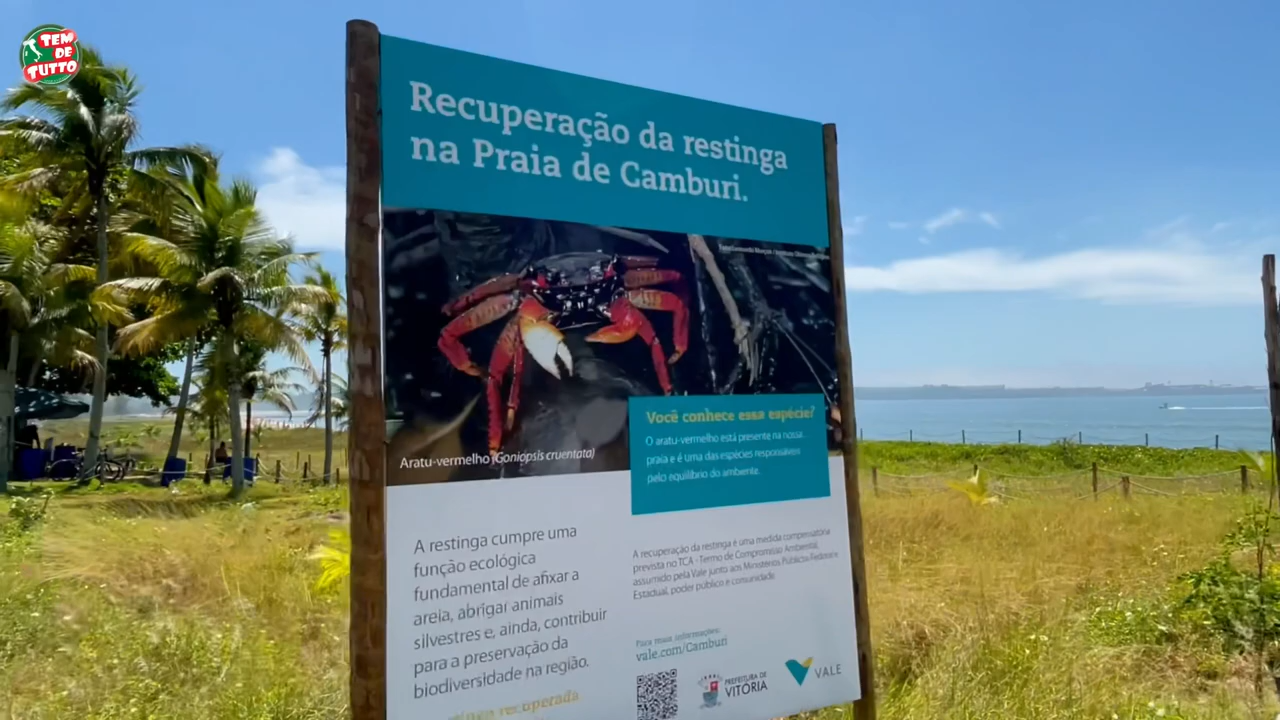 TEM
DE
TUTTO
Recuperação da restinga
na Praia de Camburi.
Aratu-vermelho (Goniopsis cruentata)
Você conhece essa espécie?
O aratu-vermelho está presente na nossa
praia e é uma das espécies responsáveis
pelo equilíbrio do ambiente.
A restinga cumpre uma
função ecológica
fundamental de afixar a
areia, abrigar animais
silvestres e, ainda, contribuir
para a preservação da
biodiversidade na região.
recuperada
A recuperação da restinga é uma medida compensatória
prevista no TCA - Termo de Compromisso Ambiental,
assumido pela Vale junto aos Ministérios Públicos Federal e
Estadual, poder público e comunidade.
Para mais informações:
vale.com/Camburi
PREFEITURA DE
VITÓRIA
VALE